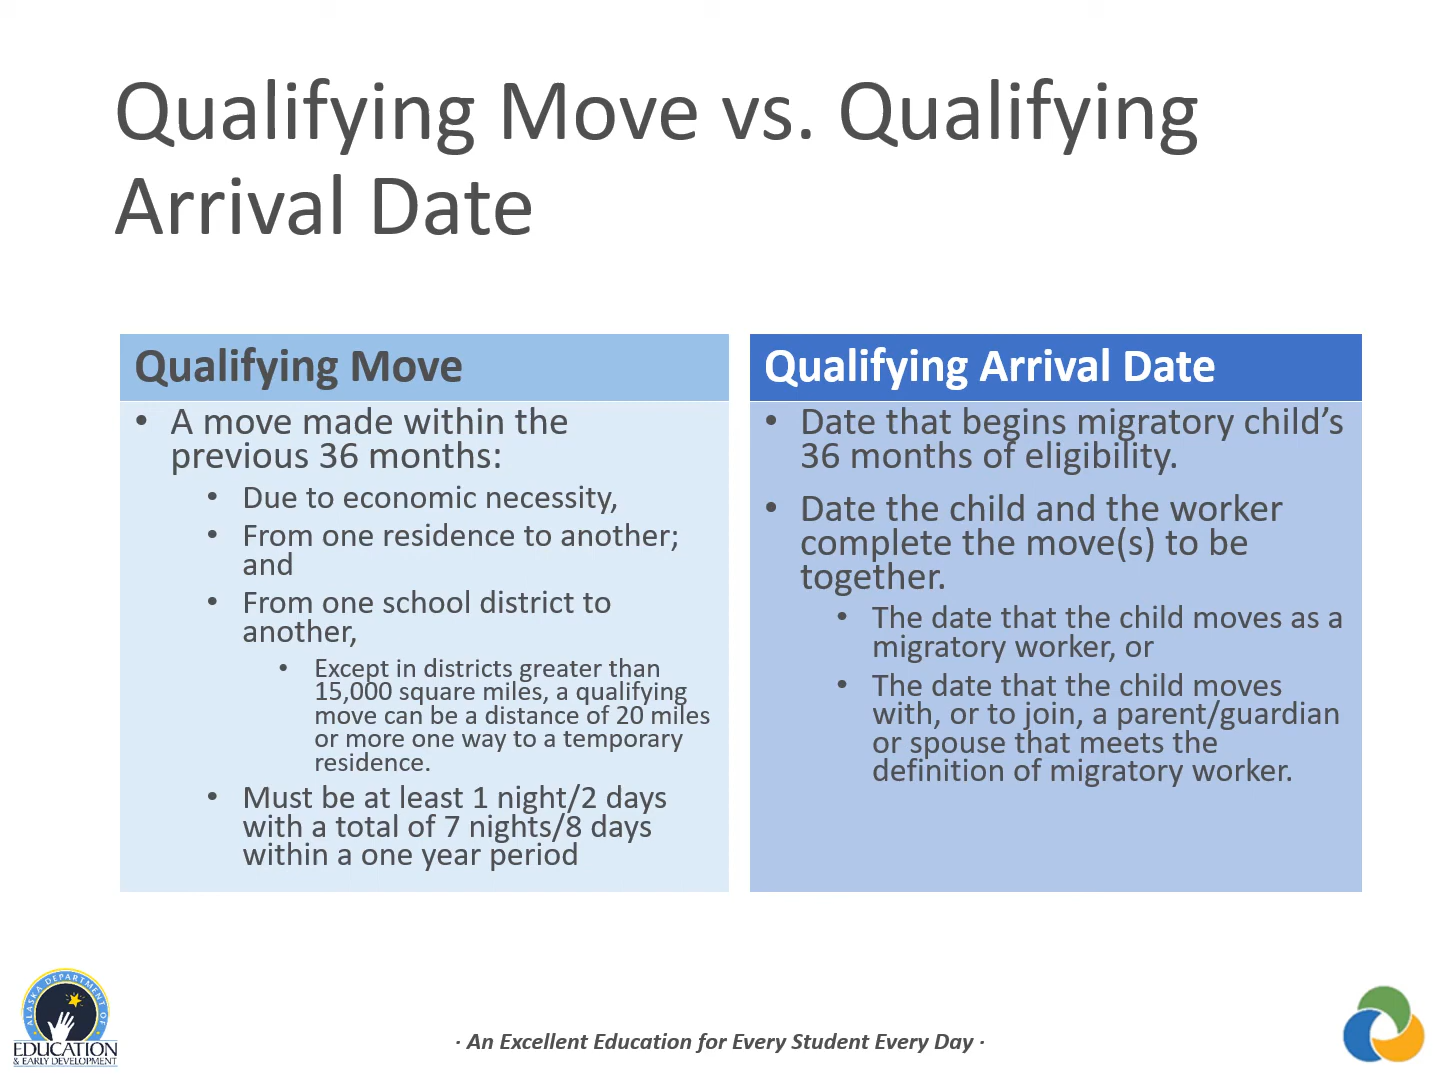 Qualifying Move vs. Qualifying
Arrival Date
Qualifying Move
• A move made within the
previous 36 months:
• Due to economic necessity,
• From one residence to another;
and
• From one school district to
another,
• Except in districts greater than
15,000 square miles, a qualifying
move can be a distance of 20 miles
or more one way to a temporary
residence.
• Must be at least 1 night/2 days
with a total of 7 nights/8 days
within a one year period
Qualifying Arrival Date
• Date that begins migratory child’s
36 months of eligibility.
• Date the child and the worker
complete the move(s) to be
together.
• The date that the child moves as a
migratory worker, or
• The date that the child moves
with, or to join, a parent/guardian
or spouse that meets the
definition of migratory worker.
ALASKA DEPARTMENT OF
EDUCATION
& EARLY DEVELOPMENT
· An Excellent Education for Every Student Every Day ·